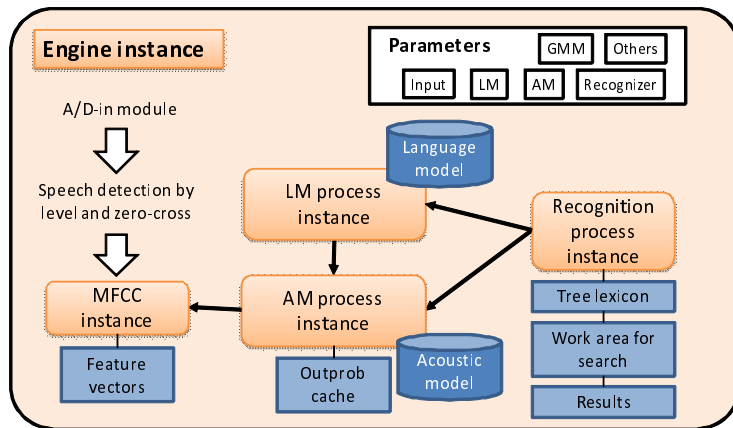 Engine instance
Parameters
GMM
Others
Input
LM
AM
Recognizer
A/D-in module
Speech detection by
level and zero-cross
MFCC
instance
Feature
vectors
LM process
instance
Language
model
AM process
instance
Outprob
cache
Acoustic
model
Recognition
process
instance
Tree lexicon
Work area for
search
Results